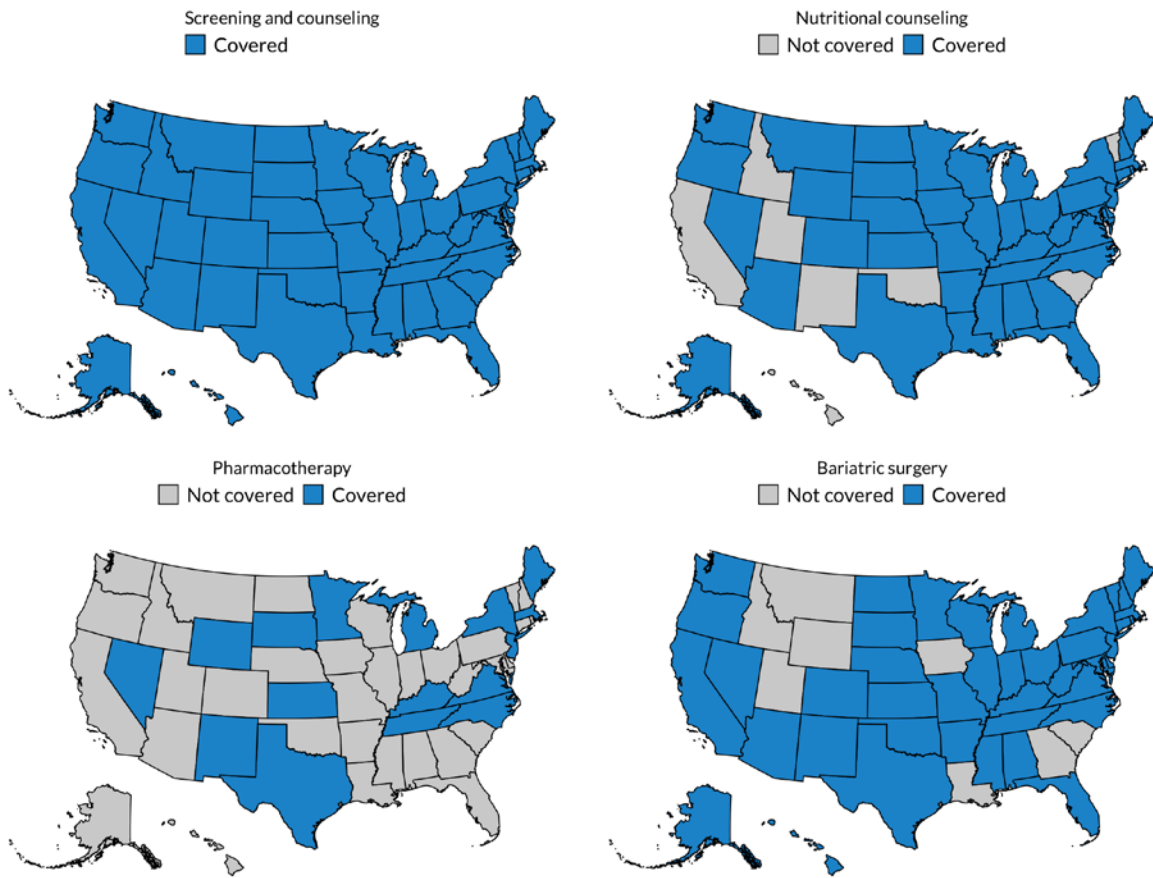 Screening and counseling
Covered
Nutritional counseling
Not covered Covered
Pharmacotherapy
Not covered Covered
Bariatric surgery
Not covered Covered